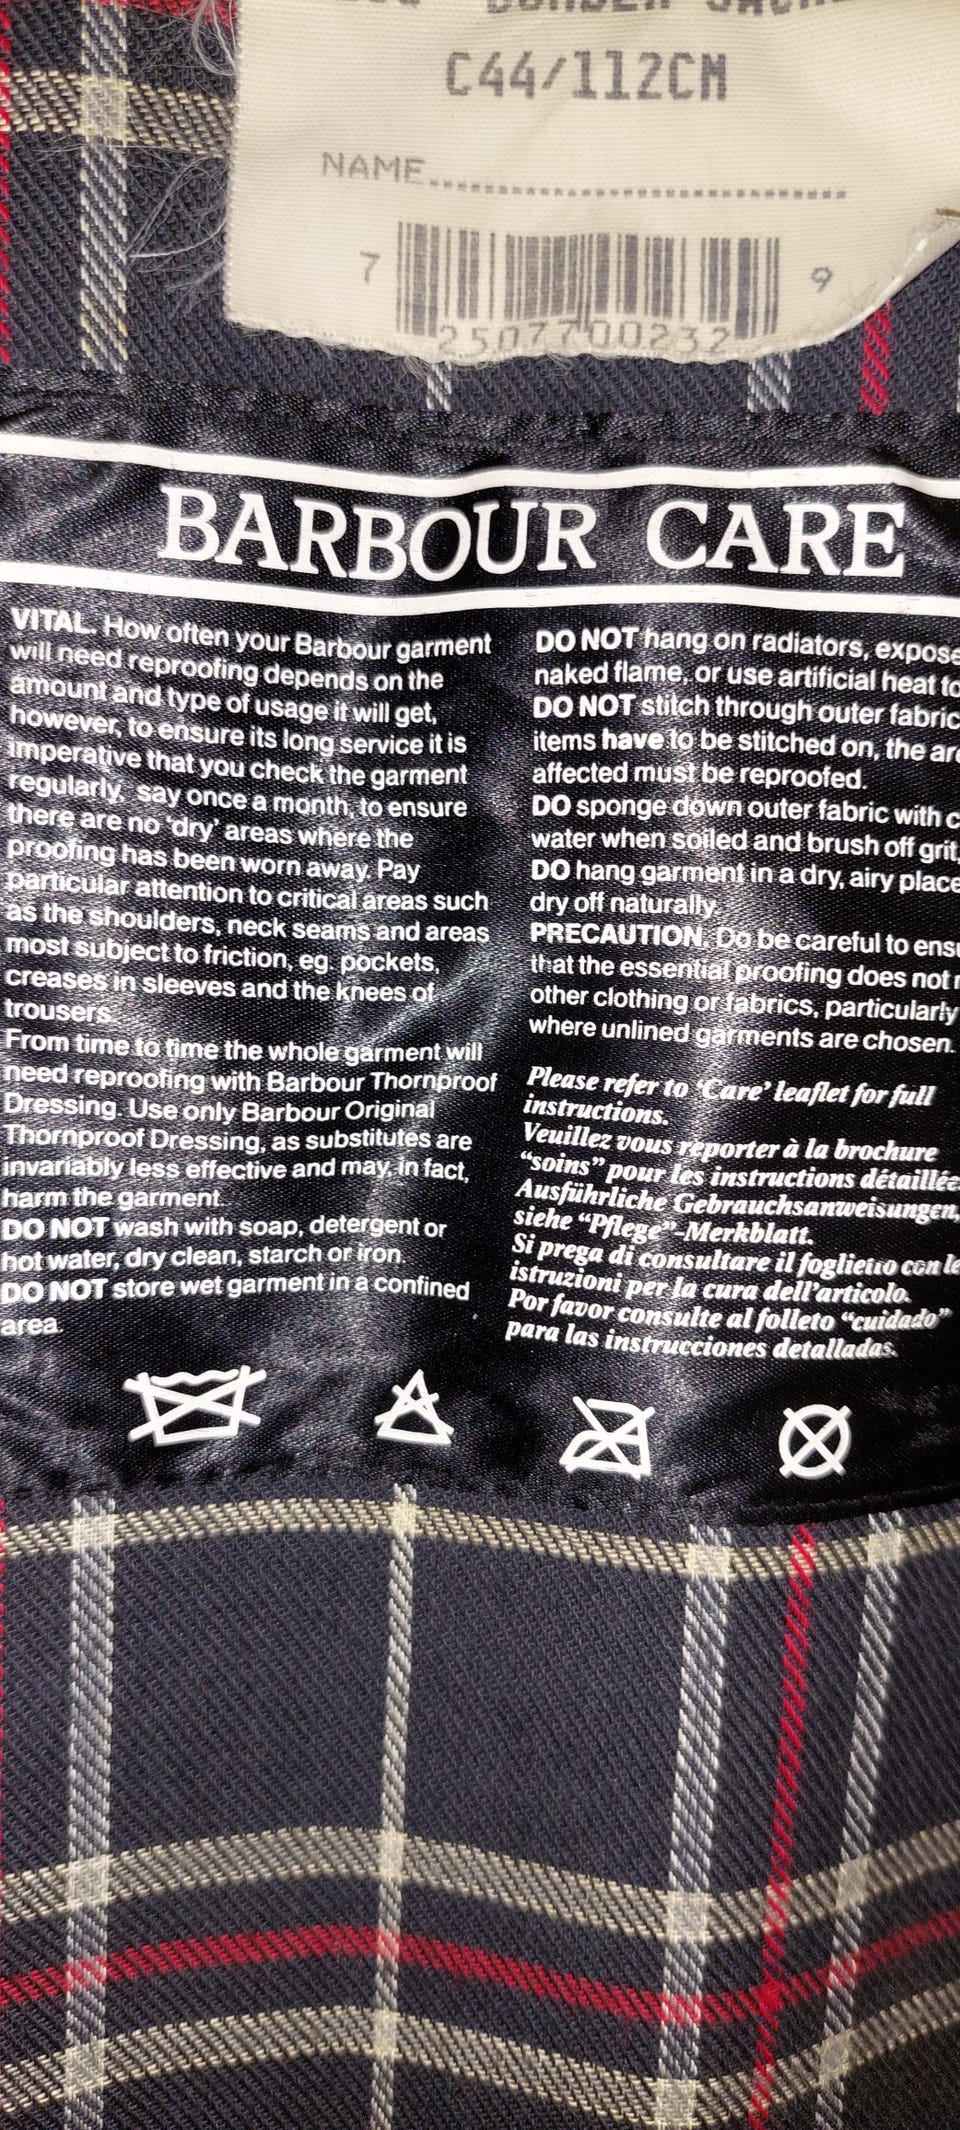 C44/112CM
NAME
7 9
2507700232
BARBOUR CARE
VITAL. How often your Barbour garment
will need reproofing depends on the
amount and type of usage it will get,
however, to ensure its long service it is
imperative that you check the garment
regularly, say once a month, to ensure
there are no 'dry' areas where the
proofing has been worn away. Pay
particular attention to critical areas such
as the shoulders, neck seams and areas
most subject to friction, eg. pockets,
creases in sleeves and the knees of
trousers.
From time to time the whole garment will
need reproofing with Barbour Thornproof
Dressing. Use only Barbour Original
Thornproof Dressing, as substitutes are
invariably less effective and may, in fact,
harm the garment.
DO NOT wash with soap, detergent or
hot water, dry clean, starch or iron.
DO NOT store wet garment in a confined
area.
DO NOT hang on radiators, expose
naked flame, or use artificial heat to
DO NOT stitch through outer fabric
items have to be stitched on, the
affected must be reproofed.
DO sponge down outer fabric with
water when soiled and brush off grit,
DO hang garment in a dry, airy place
dry off naturally.
PRECAUTION. Do be careful to
that the essential proofing does not
other clothing or fabrics, particularly
where unlined garments are chosen.
Please refer to 'Care' leaflet for full
instructions.
Veuillez vous reporter à la brochure
"soins" pour les instructions
Ausführliche Gebrauchsanweisungen,
siehe "Pflege"-Merkblatt.
Si prega di consultare il foglietto con le
istruzioni per la cura dell'articolo.
Por favor consulte al folleto "cuidado"
para las instrucciones detalladas.